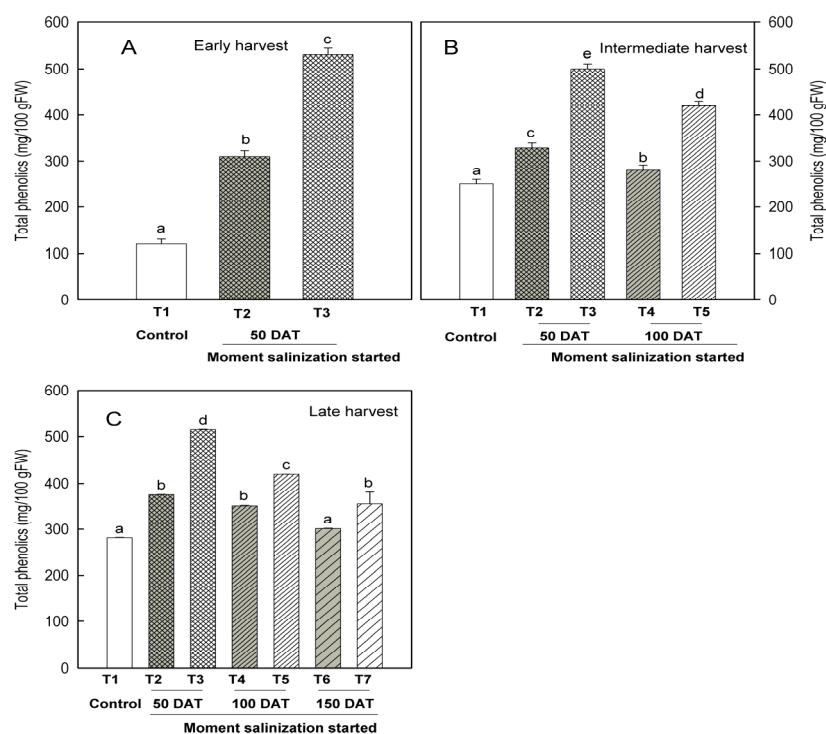 600
500
400
300
200
100
0
Total phenolics (mg/100 gFW)
A
Early harvest
a
b
c
T1 T2 T3
Control 50 DAT
Moment salinization started
B
Intermediate harvest
a
c
e
b
d
600
500
400
300
200
100
0
Total phenolics (mg/100 gFW)
T1 T2 T3 T4 T5
Control 50 DAT 100 DAT
Moment salinization started
600
500
400
300
200
100
0
Total phenolics (mg/100 gFW)
C
Late harvest
a
b
d
b
c
a
b
T1 T2 T3 T4 T5 T6 T7
Control 50 DAT 100 DAT 150 DAT
Moment salinization started